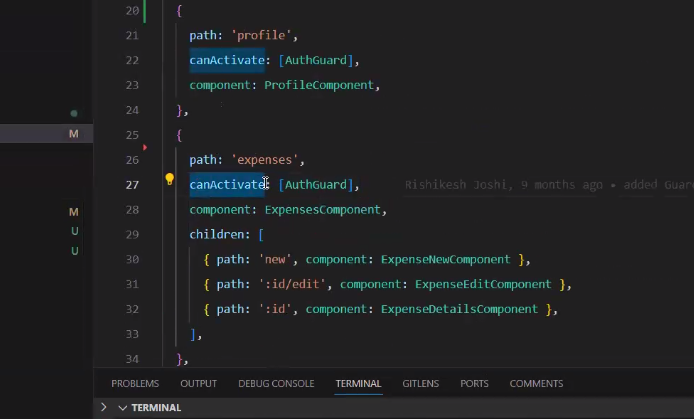 20 {
21 path: 'profile',
22 canActivate: [AuthGuard],
23 component: ProfileComponent,
24 },
25 {
26 path: 'expenses',
M
27 canActivate: [AuthGuard], Rishikesh Joshi, 9 months ago • added Guar
28 component: ExpensesComponent,
M
29 children: [
U
30 { path: 'new', component: ExpenseNewComponent },
U
31 { path: ':id/edit', component: ExpenseEditComponent },
32 { path: ':id', component: ExpenseDetailsComponent },
33 ],
34 },
PROBLEMS OUTPUT DEBUG CONSOLE TERMINAL GITLENS PORTS COMMENTS
TERMINAL